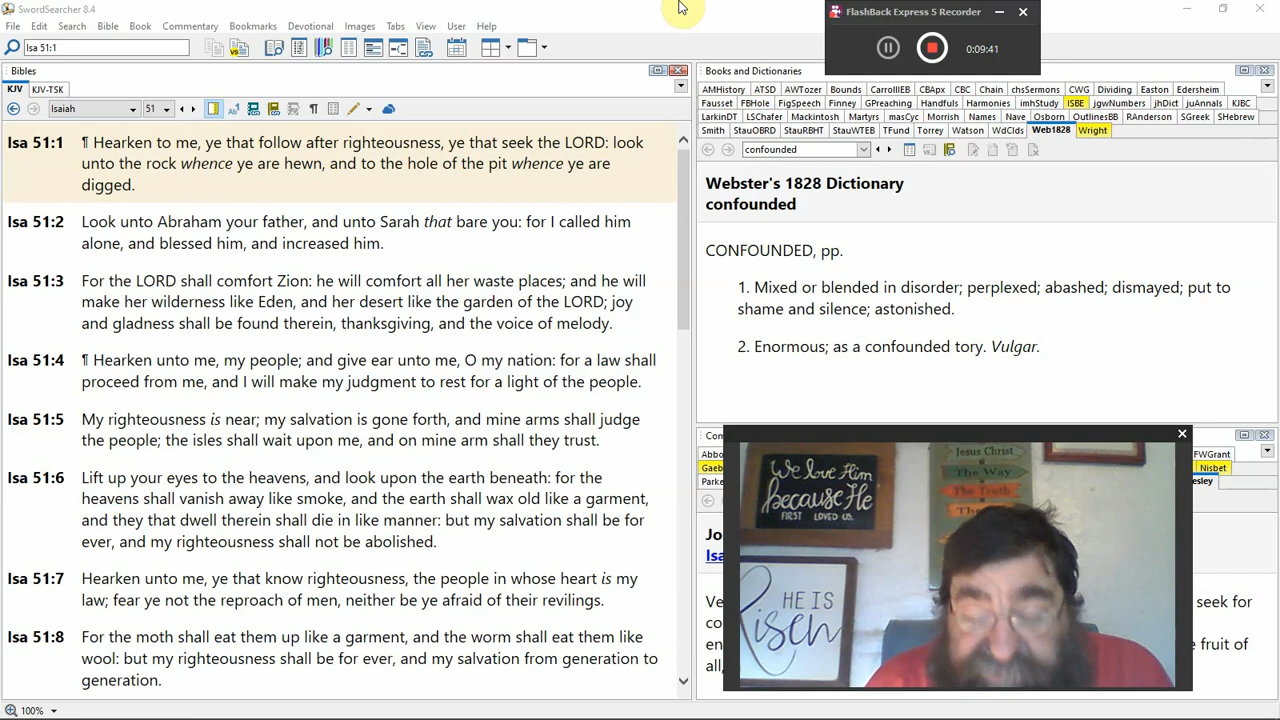 SwordSearcher 8.4
File Edit Search Bible Book Commentary Bookmarks Devotional Images Tabs View User Help
Isa 51:1
Bibles
KJV KJV-TSK
Isaiah 51
Isa 51:1 ¶ Hearken to me, ye that follow after righteousness, ye that seek the LORD: look
unto the rock whence ye are hewn, and to the hole of the pit whence ye are
digged.
Isa 51:2 Look unto Abraham your father, and unto Sarah that bare you: for I called him
alone, and blessed him, and increased him.
Isa 51:3 For the LORD shall comfort Zion: he will comfort all her waste places; and he will
make her wilderness like Eden, and her desert like the garden of the LORD; joy
and gladness shall be found therein, thanksgiving, and the voice of melody.
Isa 51:4 ¶ Hearken unto me, my people; and give ear unto me, O my nation: for a law shall
proceed from me, and I will make my judgment to rest for a light of the people.
Isa 51:5 My righteousness is near; my salvation is gone forth, and mine arms shall judge
the people; the isles shall wait upon me, and on mine arm shall they trust.
Isa 51:6 Lift up your eyes to the heavens, and look upon the earth beneath: for the
heavens shall vanish away like smoke, and the earth shall wax old like a garment,
and they that dwell therein shall die in like manner: but my salvation shall be for
ever, and my righteousness shall not be abolished.
Isa 51:7 Hearken unto me, ye that know righteousness, the people in whose heart is my
law; fear ye not the reproach of men, neither be ye afraid of their revilings.
Isa 51:8 For the moth shall eat them up like a garment, and the worm shall eat them like
wool: but my righteousness shall be for ever, and my salvation from generation to
generation.
100%
FlashBack Express 5 Recorder
0:09:41
Books and Dictionaries
AMHistory ATSD AWTozer Bounds CarrollIEB CBApx CBC Chain chsSermons CWG Dividing Easton Edersheim
Fausset FBHole FigSpeech Finney GPreaching Handfuls Harmonies imhStudy ISBE jgwNumbers jhDict juAnnals KJBC
LarkinDT LSChafer Mackintosh Martyrs masCyc Morrish Names Nave Osborn OutlinesBB RAnderson SGreek SHebrew
Smith StauOBRD StauRBHT StauWTEB TFund Torrey Watson WdClids Web1828 Wright
confounded
Webster's 1828 Dictionary
confounded
CONFOUNDED, pp.
1. Mixed or blended in disorder; perplexed; abashed; dismayed; put to
shame and silence; astonished.
2. Enormous; as a confounded tory. Vulgar.
FWGrant
Nisbet
We love Him
because He
FIRST LOVED US.
Jesus Christ
The Way
The Truth
HE IS
Risen
seek for
fruit of